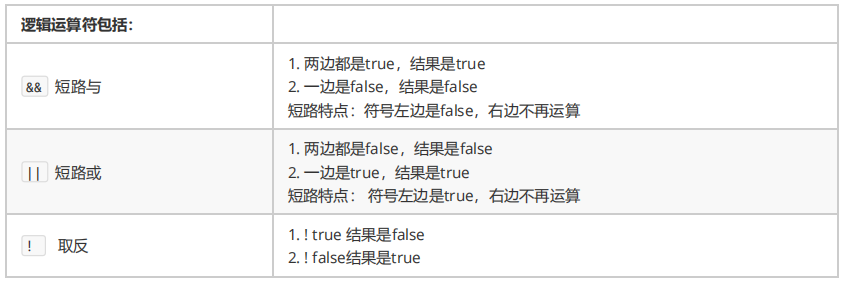 逻辑运算符包括：
&& 短路与
1. 两边都是true，结果是true
2. 一边是false，结果是false
短路特点：符号左边是false，右边不再运算
|| 短路或
1. 两边都是false，结果是false
2. 一边是true，结果是true
短路特点： 符号左边是true，右边不再运算
! 取反
1. ! true 结果是false
2. ! false结果是true